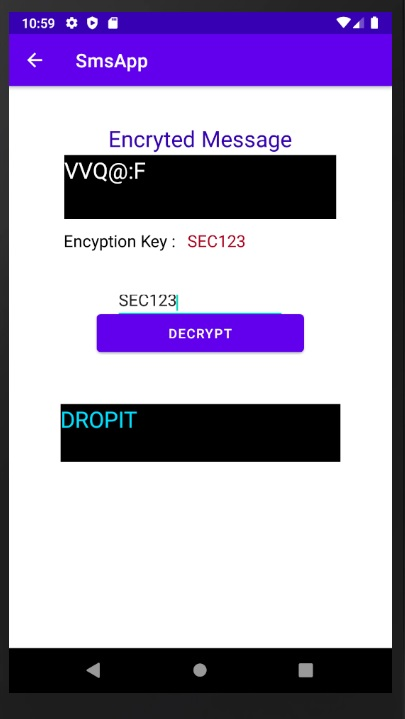 10:59
SmsApp
Encryted Message
VVQ@:F
Encyption Key : SEC123
SEC123
DECRYPT
DROPIT